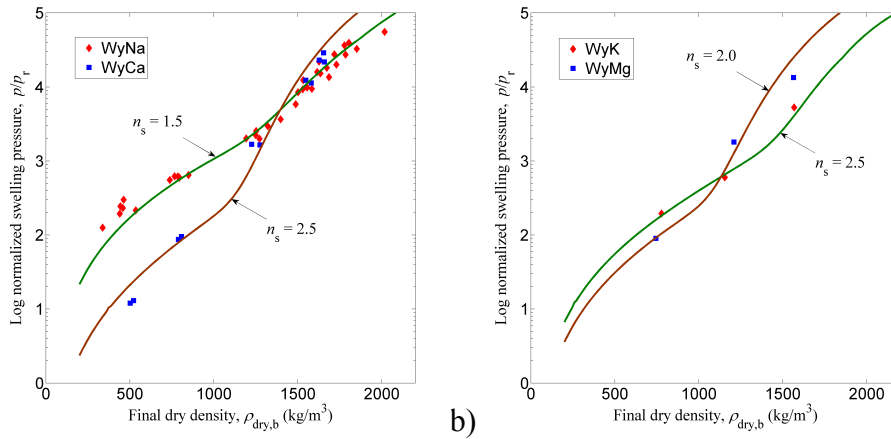 5
4
3
2
1
0
0
500
1000
1500
2000
Log normalized swelling pressure, p/pr
Final dry density, ρdry,b (kg/m3)
WyNa
WyCa
ns = 1.5
ns = 2.5
b)
5
4
3
2
1
0
0
500
1000
1500
2000
Log normalized swelling pressure, p/pr
Final dry density, ρdry,b (kg/m3)
WyK
WyMg
ns = 2.0
ns = 2.5